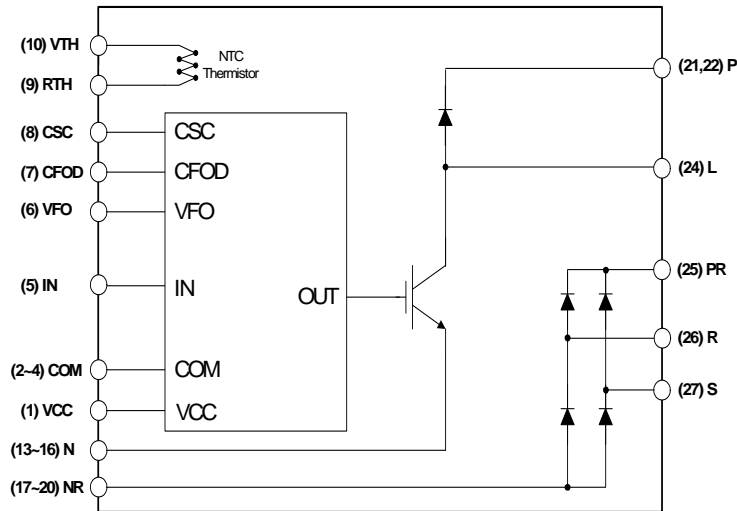 (10) VTH
(9) RTH
NTC
Thermistor
(8) CSC
(7) CFOD
(6) VFO
(5) IN
(2~4) COM
(1) VCC
(13~16) N
(17~20) NR
CSC
CFOD
VFO
IN
OUT
COM
VCC
(21,22) P
(24) L
(25) PR
(26) R
(27) S